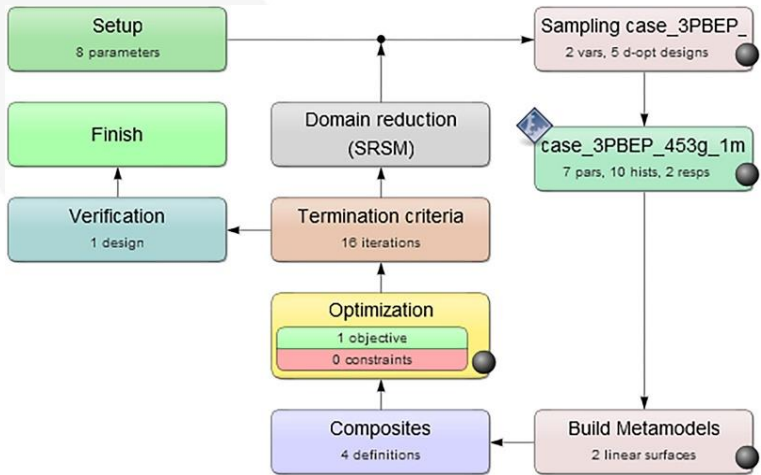 Setup
8 parameters
Sampling case_3PBEP_
2 vars, 5 d-opt designs
Finish
Domain reduction
(SRSM)
case_3PBEP_453g_1m
7 pars, 10 hists, 2 resps
Verification
1 design
Termination criteria
16 iterations
Optimization
1 objective
0 constraints
Composites
4 definitions
Build Metamodels
2 linear surfaces